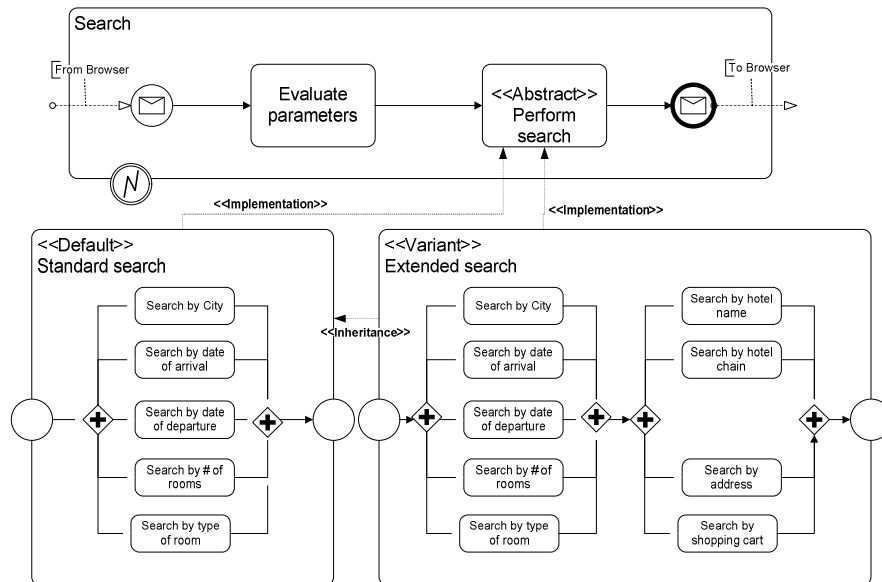 Search
From Browser
To Browser
Evaluate
parameters
<<Abstract>>
Perform
search
<<Implementation>>
<<Implementation>>
<<Default>>
Standard search
Search by City
Search by date
of arrival
Search by date
of departure
Search by # of
rooms
Search by type
of room
<<Inheritance>>
<<Variant>>
Extended search
Search by City
Search by date
of arrival
Search by date
of departure
Search by # of
rooms
Search by type
of room
Search by hotel
name
Search by hotel
chain
Search by
address
Search by
shopping cart